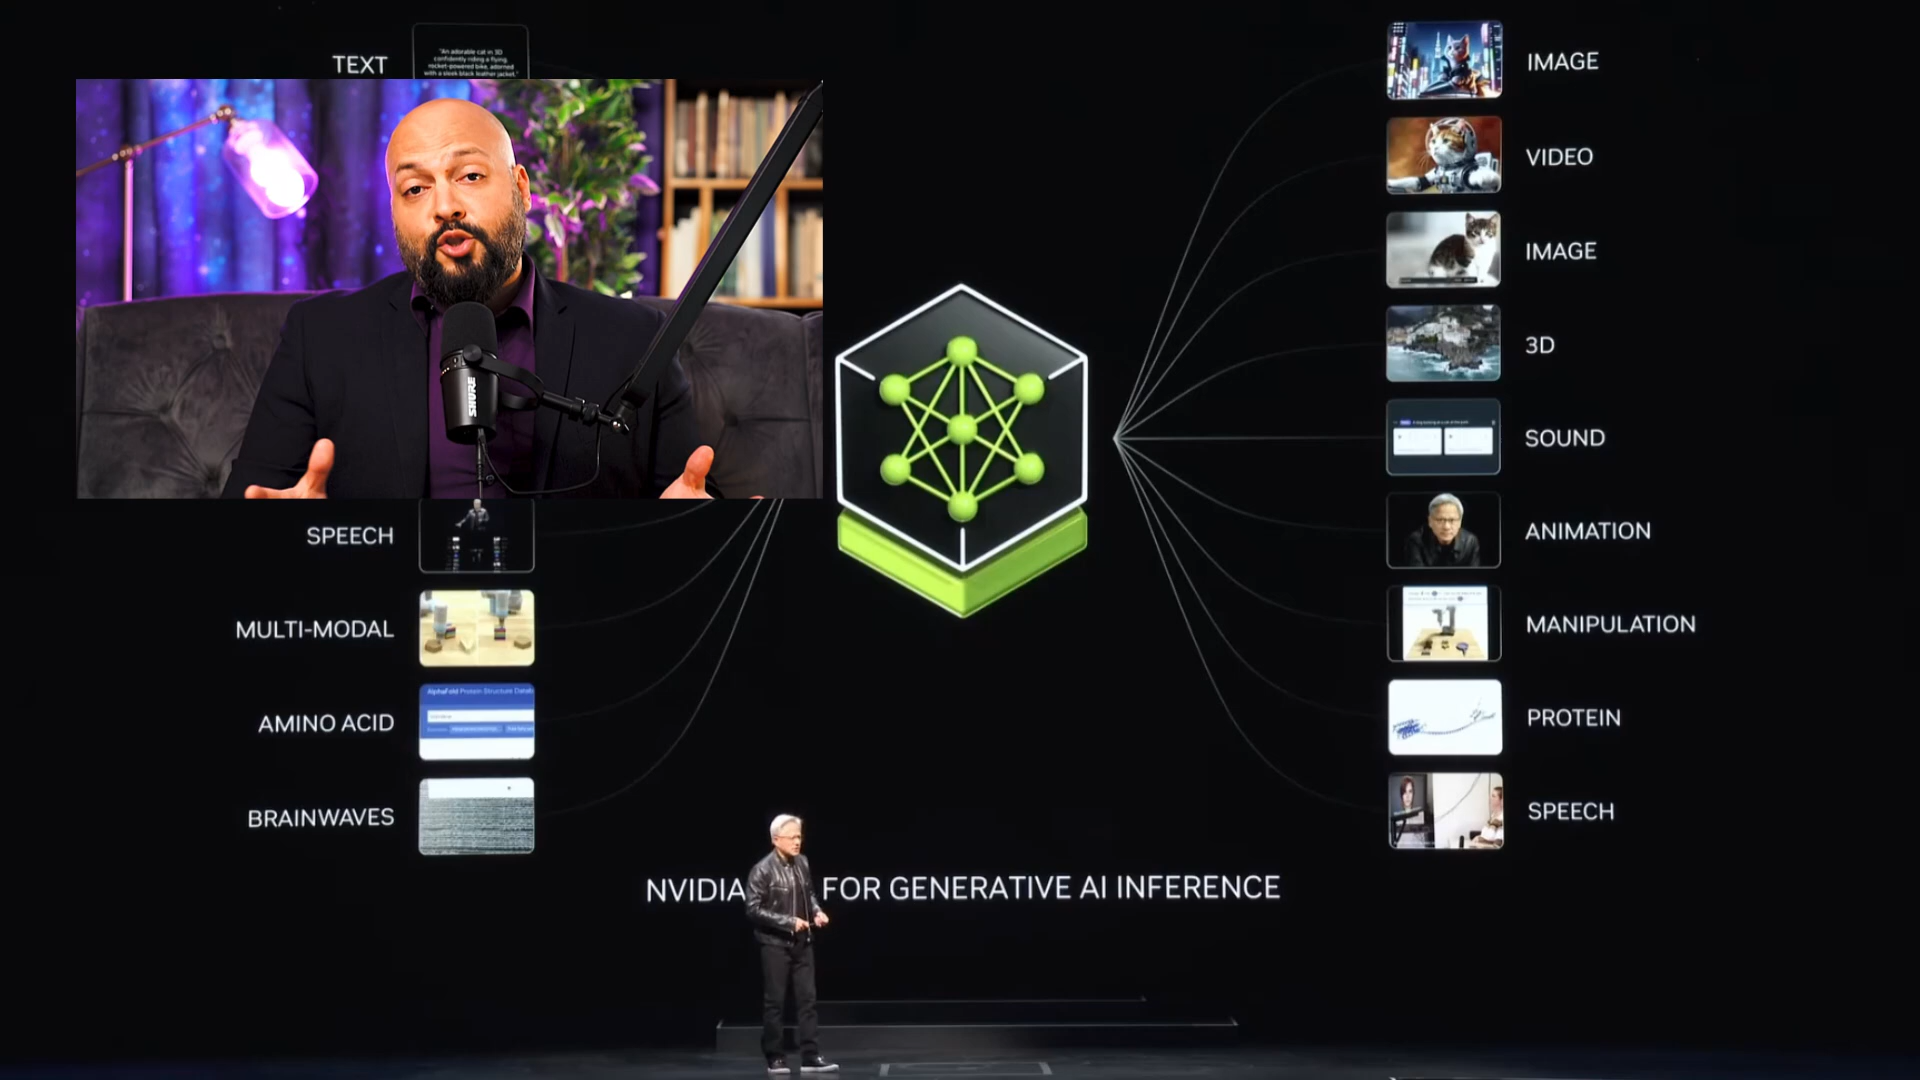 TEXT
"An adorable cat in 3D
confidently riding a flying,
rocket-powered bike, adorned
with a sleek black leather jacket."
SHURE
SPEECH
MULTI-MODAL
AMINO ACID
AlphaFold Protein Structure Datab
BRAINWAVES
IMAGE
VIDEO
IMAGE
3D
SOUND
ANIMATION
MANIPULATION
PROTEIN
SPEECH
NVIDIA FOR GENERATIVE AI INFERENCE